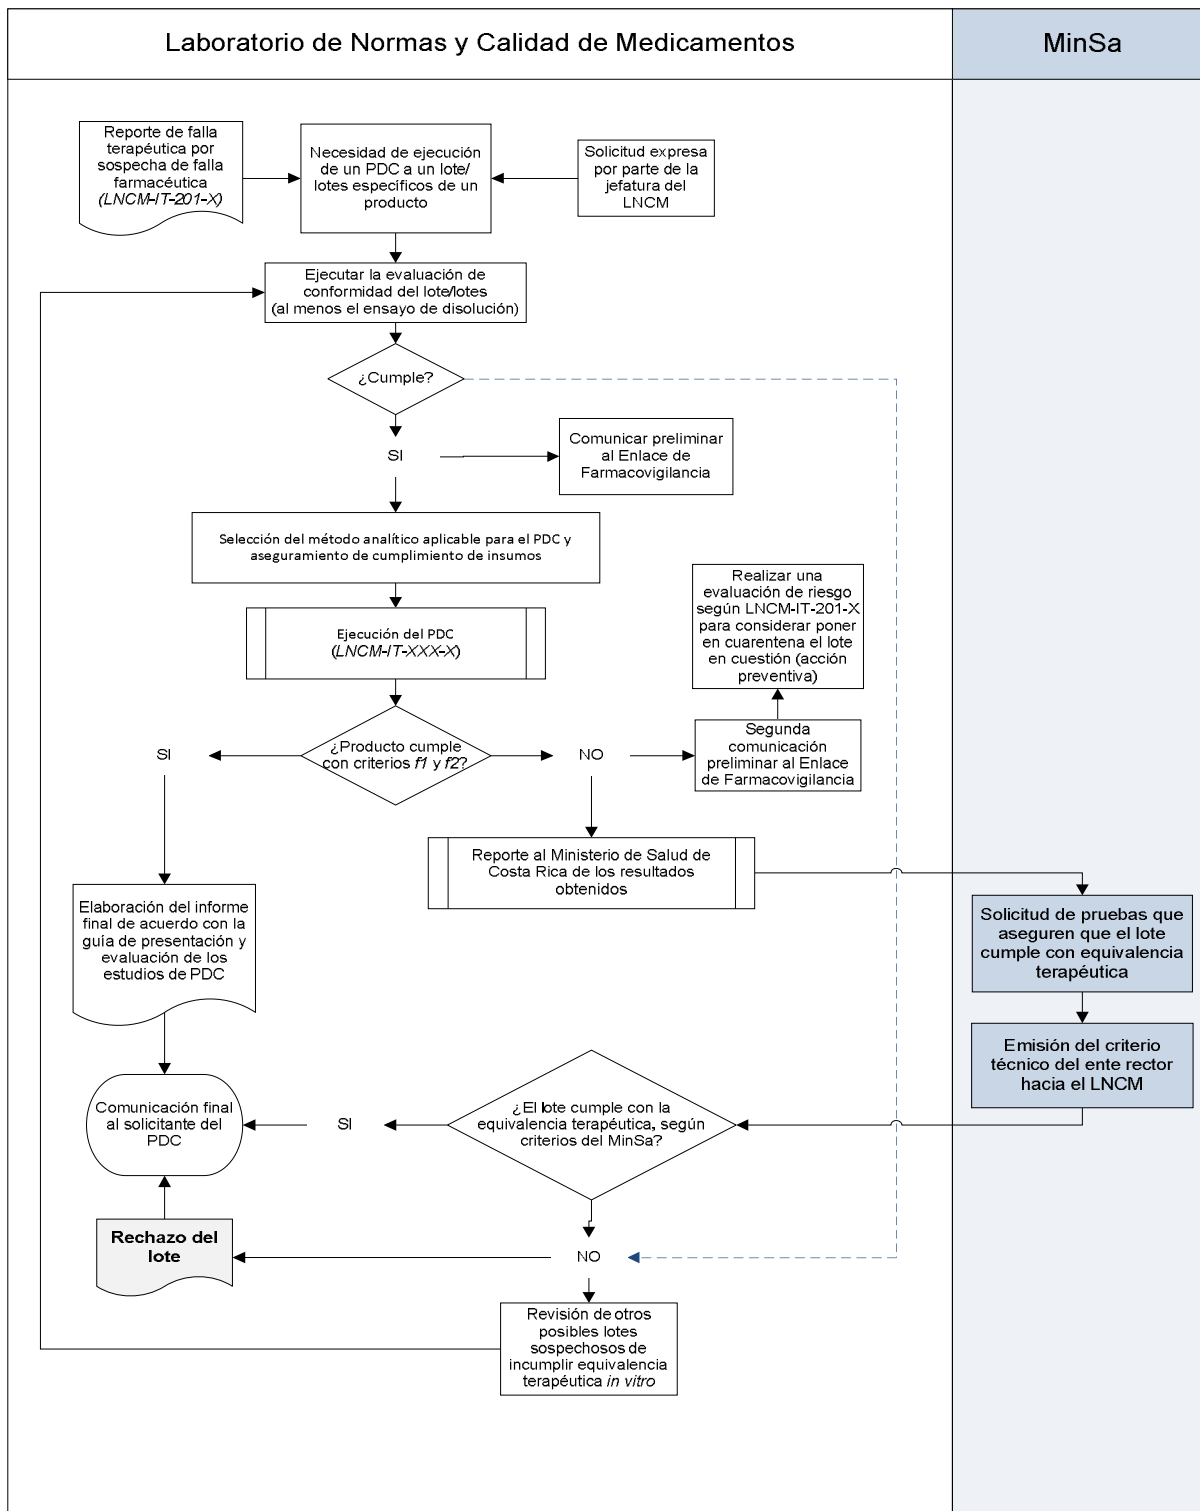 Laboratorio de Normas y Calidad de Medicamentos
MinSa
Reporte de falla
terapéutica por
sospecha de falla
farmacéutica
(LNCM-IT-201-X)
Necesidad de ejecución
de un PDC a un lote/
lotes específicos de un
producto
Solicitud expresa
por parte de la
jefatura del
LNCM
Ejecutar la evaluación de
conformidad del lote/lotes
(al menos el ensayo de disolución)
¿Cumple?
SI
Comunicar preliminar
al Enlace de
Farmacovigilancia
Selección del método analítico aplicable para el PDC y
aseguramiento de cumplimiento de insumos
Ejecución del PDC
(LNCM-IT-XXX-X)
Realizar una
evaluación de riesgo
según LNCM-IT-201-X
para considerar poner
en cuarentena el lote
en cuestión (acción
preventiva)
¿Producto cumple
con criterios f1 y f2?
SI
NO
Segunda
comunicación
preliminar al Enlace
de Farmacovigilancia
Reporte al Ministerio de Salud de
Costa Rica de los resultados
obtenidos
Elaboración del informe
final de acuerdo con la
guía de presentación y
evaluación de los
estudios de PDC
Solicitud de pruebas que
aseguren que el lote
cumple con equivalencia
terapéutica
Emisión del criterio
técnico del ente rector
hacia el LNCM
¿El lote cumple con la
equivalencia terapéutica, según
criterios del MinSa?
SI
Comunicación final
al solicitante del
PDC
NO
Rechazo del
lote
Revisión de otros
posibles lotes
sospechosos de
incumplir equivalencia
terapéutica in vitro